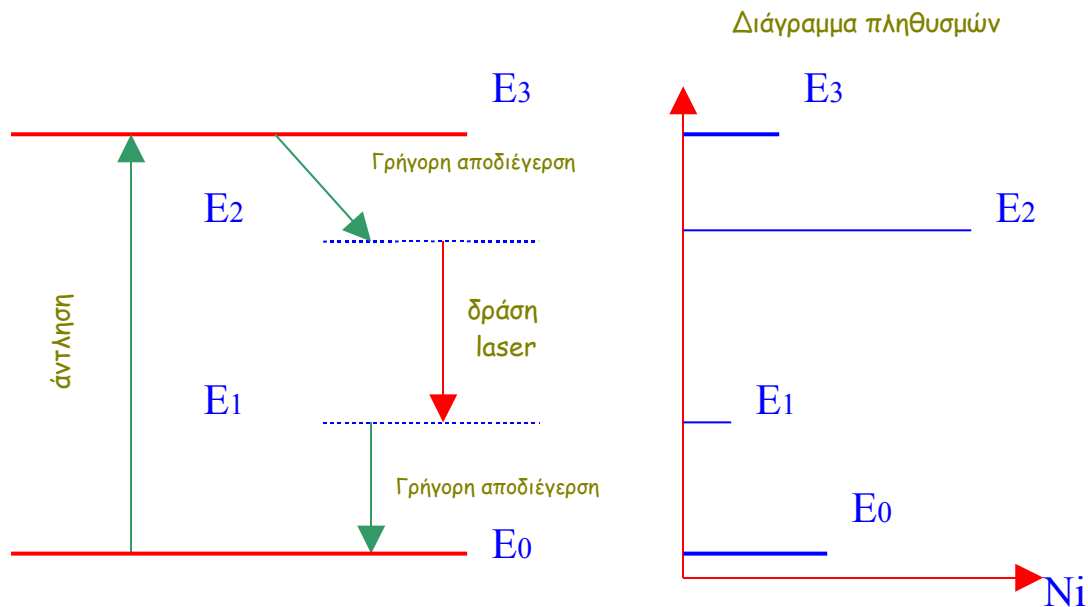 Διάγραμμα πληθυσμών
E3
E3
Γρήγορη αποδιέγερση
E2
E2
άντληση
δράση
laser
E1
E1
Γρήγορη αποδιέγερση
E0
E0
Ni